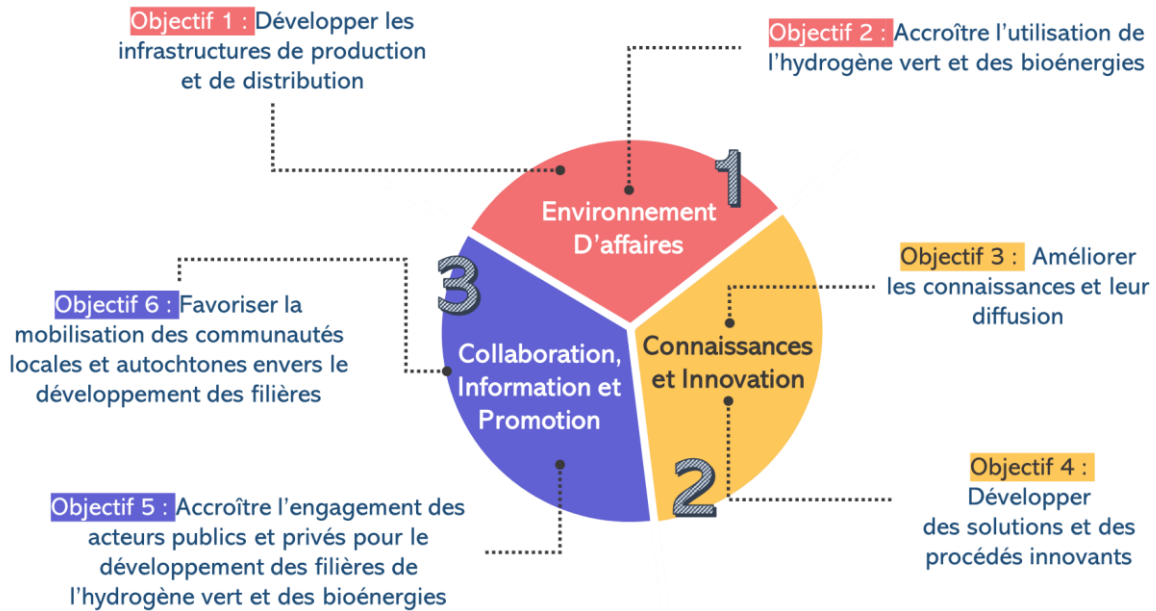 Objectif 1 : Développer les
infrastructures de production
et de distribution
Objectif 2 : Accroître l'utilisation de
l'hydrogène vert et des bioénergies
1
Environnement
D'affaires
Objectif 3 : Améliorer
les connaissances et leur
diffusion
Connaissances
et Innovation
2
Objectif 4 :
Développer
des solutions et des
procédés innovants
3
Collaboration,
Information et
Promotion
Objectif 6 : Favoriser la
mobilisation des communautés
locales et autochtones envers le
développement des filières
Objectif 5 : Accroître l'engagement des
acteurs publics et privés pour le
développement des filières de
l'hydrogène vert et des bioénergies